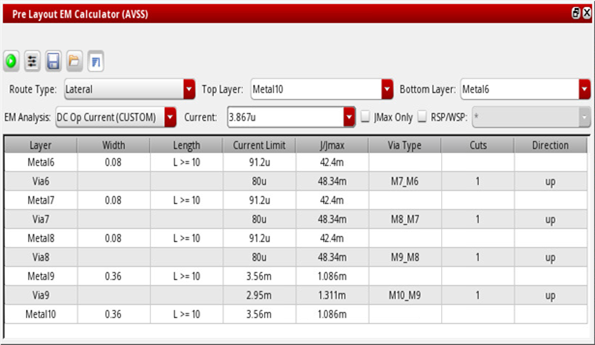 Pre Layout EM Calculator (AVSS)
Route Type: Lateral Top Layer: Metal10 Bottom Layer: Metal6
EM Analysis: DC Op Current (CUSTOM) Current: 3.867u JMax Only RSP/WSP: *
Layer Width Length Current Limit J/Jmax Via Type Cuts Direction
Metal6 0.08 L >= 10 91.2u 42.4m
Via6 80u 48.34m M7_M6 1 up
Metal7 0.08 L >= 10 91.2u 42.4m
Via7 80u 48.34m M8_M7 1 up
Metal8 0.08 L >= 10 91.2u 42.4m
Via8 80u 48.34m M9_M8 1 up
Metal9 0.36 L >= 10 3.56m 1.086m
Via9 2.95m 1.311m M10_M9 1 up
Metal10 0.36 L >= 10 3.56m 1.086m